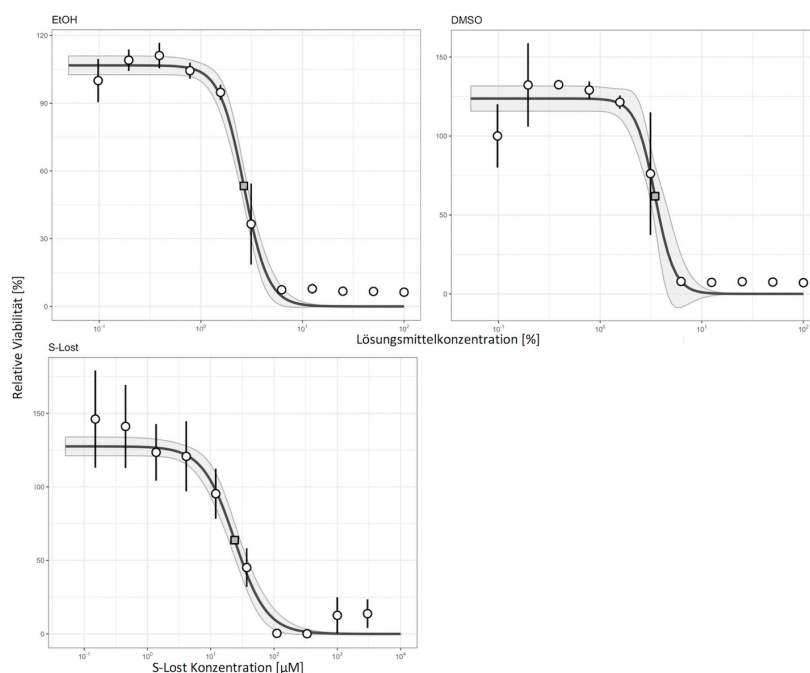 EtOH
120
90
60
30
0
10⁻¹ 10⁰ 10¹ 10²
DMSO
150
100
50
0
10⁻¹ 10⁰ 10¹ 10²
Lösungsmittelkonzentration [%]
Relative Viabilität [%]
S-Lost
150
100
50
0
10⁻¹ 10⁰ 10¹ 10² 10³ 10⁴
S-Lost Konzentration [µM]